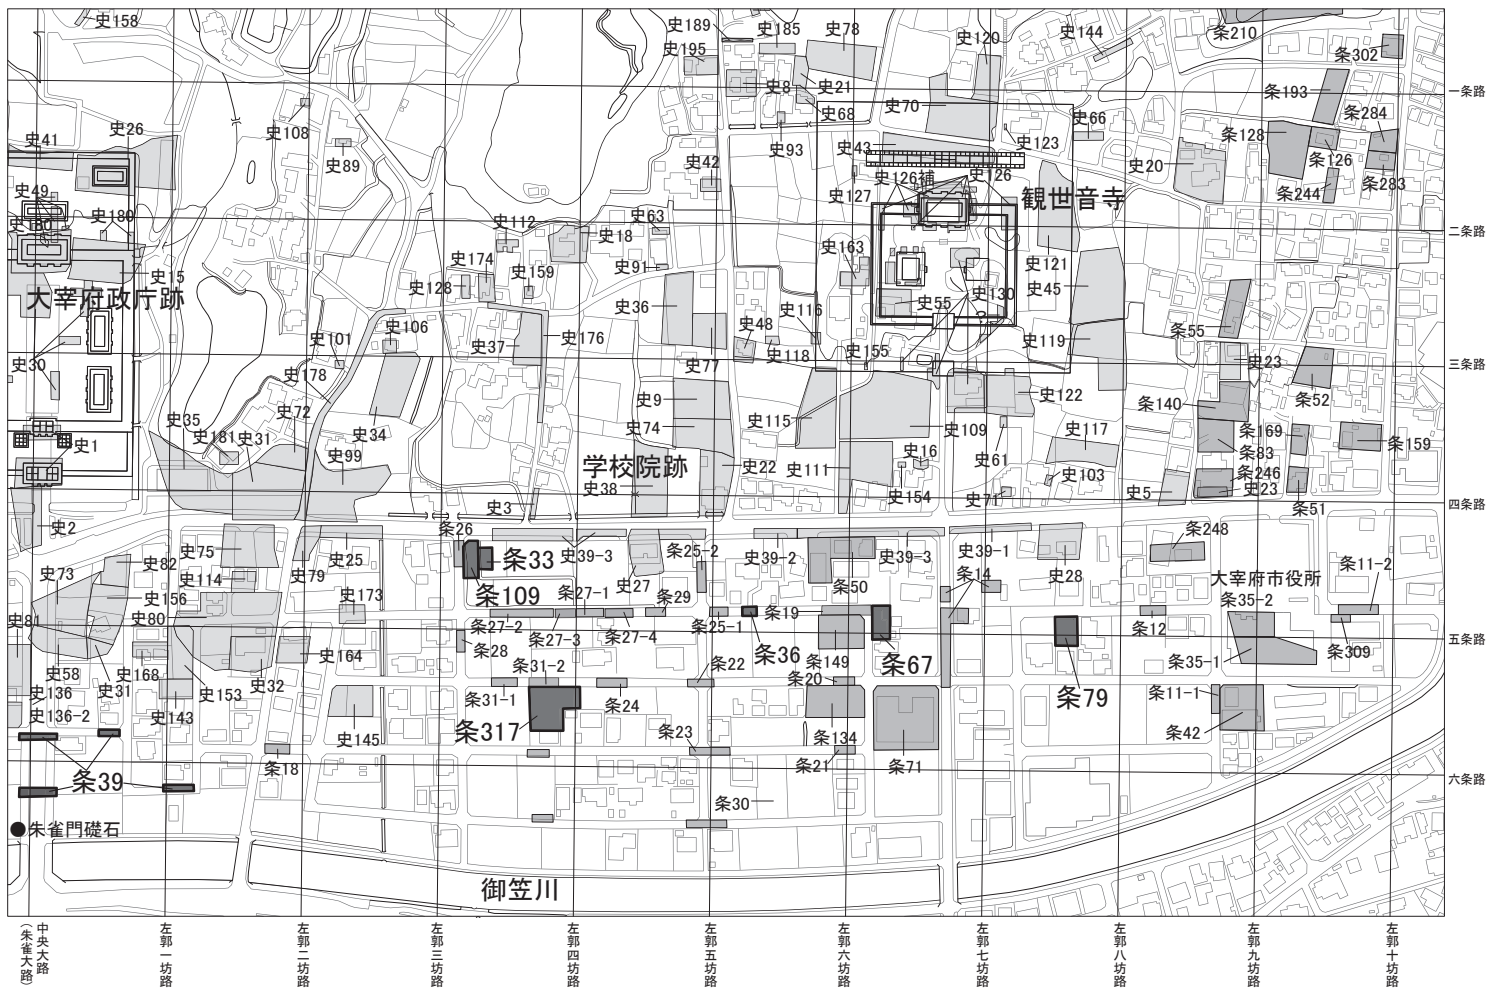 史158
史189
史185
史78
史120
史144
条210
条302
史195
史8
史21
史68
史70
条193
一条路
史41
史26
史108
史89
史93
史43
史123
史66
条128
条284
条126
史42
史126補
史126
史127
観世音寺
史20
条244
条283
史49
史180
史180
史112
史63
史18
二条路
史15
史174
史159
史91
史163
史121
大宰府政庁跡
史128
史36
史116
史55
史130
史45
史30
史101
史106
史37
史176
史48
史118
史155
史119
条55
史23
三条路
史178
史77
史35
史72
史34
史9
史74
史115
史122
条140
条52
史181
史31
史1
史99
史109
史117
条169
条83
条159
学校院跡
史22
史111
史16
史61
史38
史154
史71
史103
史5
条246
史23
条51
四条路
史2
史3
史75
史25
条26
条33
史39-3
条25-2
史39-2
史39-3
史39-1
条248
史73
史82
史114
史79
史27
条50
条14
史28
大宰府市役所
条11-2
史156
史173
条109
条27-1
条29
条19
条35-2
史81
史80
条27-2
条27-3
条27-4
条25-1
条12
五条路
史58
史168
史164
条28
条36
条149
条67
条35-1
条309
史136
史31
史153
史32
条31-2
条22
条20
条79
条11-1
史136-2
史143
条31-1
条24
条317
史145
条23
条134
条42
条39
条18
条21
条71
六条路
条30
朱雀門礎石
御笠川
中央大路
（朱雀大路）
左郭一坊路
左郭二坊路
左郭三坊路
左郭四坊路
左郭五坊路
左郭六坊路
左郭七坊路
左郭八坊路
左郭九坊路
左郭十坊路